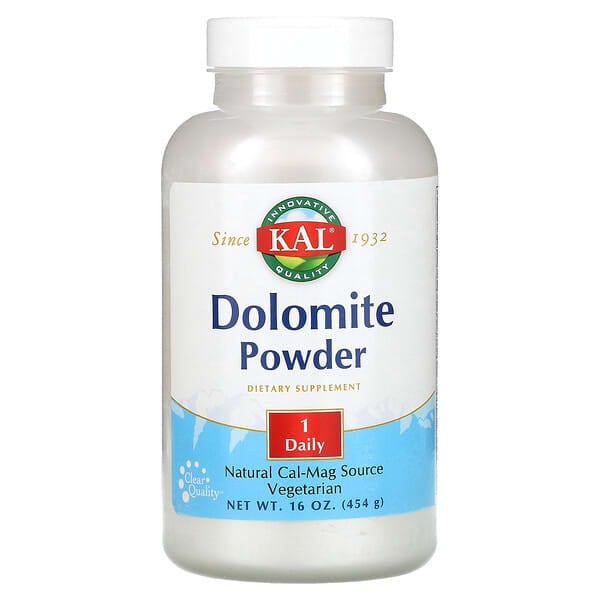 INNOVATIVE
Since KAL® 1932
QUALITY
Dolomite
Powder
DIETARY SUPPLEMENT
1
Daily
Natural Cal-Mag Source
Vegetarian
Clear
Quality™
NET WT. 16 OZ. (454 g)